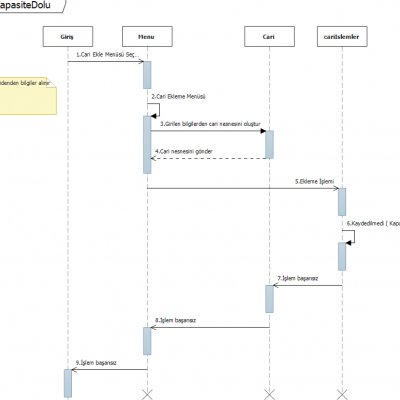 apasiteDolu
Giriş
Menu
Cari
cariIslemler
1.Cari Ekle Menüsü Seç...
idenden bilgiler alınır
2.Cari Ekleme Menüsü
3.Girilen bilgilerden cari nesnesini oluştur
4.Cari nesnesini gönder
5.Ekleme İşlemi
6.Kaydedilmedi ( Kapa
7.İşlem başarısız
8.İşlem başarısız
9.İşlem başarısız